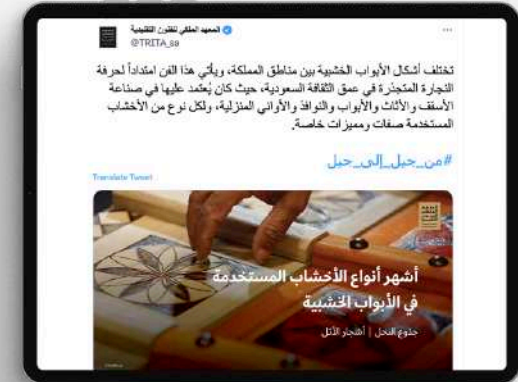 المعهد الملكي للفنون التقليدية
@TRITA_sa
تختلف أشكال الأبواب الخشبية بين مناطق المملكة، ويأتي هذا الفن امتداداً لحرفة
النجارة المتجذرة في عمق الثقافة السعودية، حيث كان يُعتمد عليها في صناعة
الأسقف والأثاث والأبواب والنوافذ والأواني المنزلية، ولكل نوع من الأخشاب
المستخدمة صفات ومميزات خاصة.
#من_جيل_إلى_جيل
Translate Tweet
أشهر أنواع الأخشاب المستخدمة
في الأبواب الخشبية
جذوع النخل | أشجار الأثل